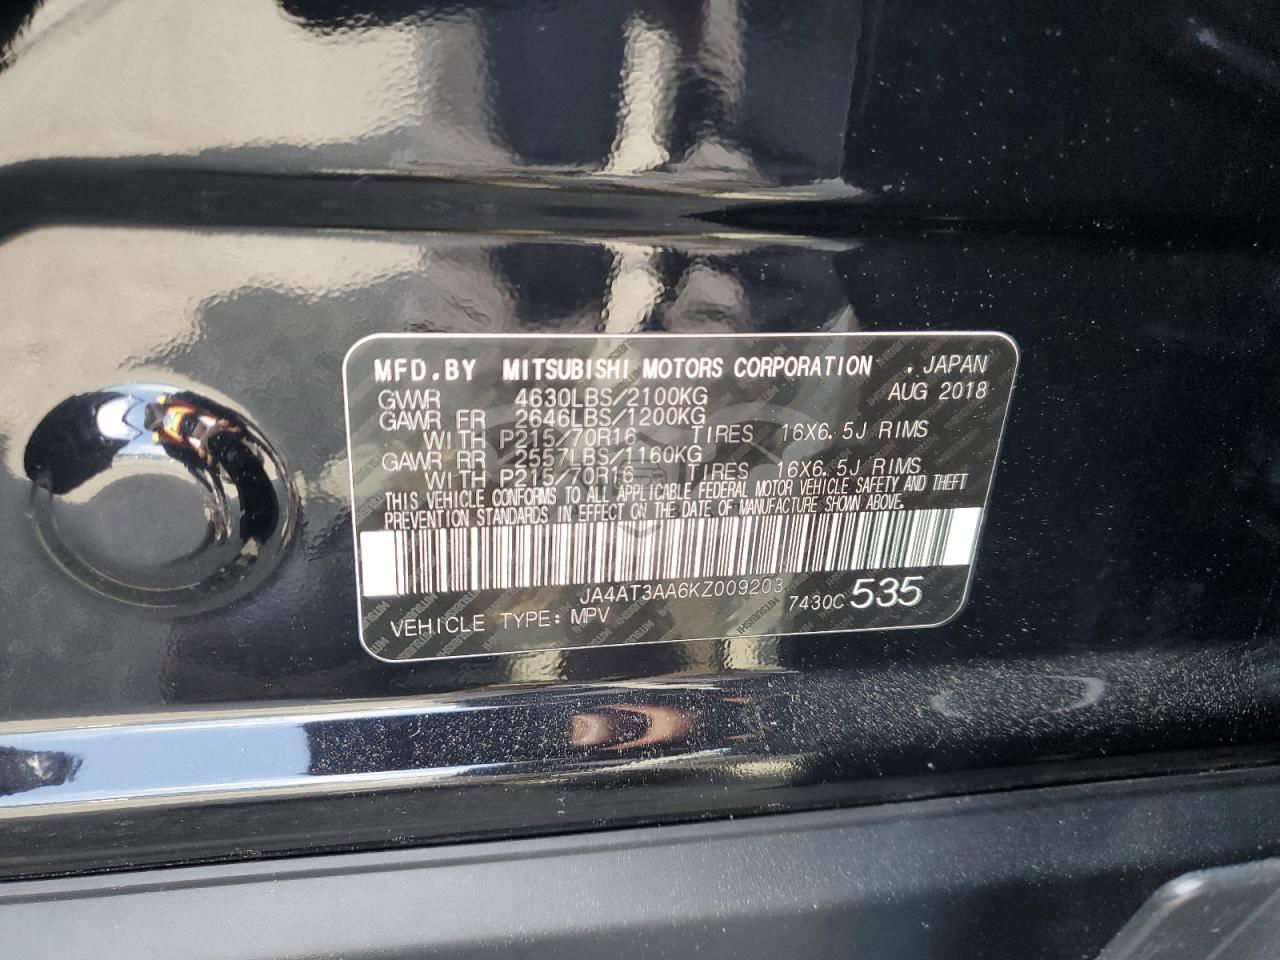 MFD.BY MITSUBISHI MOTORS CORPORATION , JAPAN
GVWR 4630LBS/2100KG AUG 2018
GAWR FR 2646LBS/1200KG
WITH P215/70R16 TIRES 16X6.5J RIMS
GAWR RR 2557LBS/1160KG
WITH P215/70R16 TIRES 16X6.5J RIMS
THIS VEHICLE CONFORMS TO ALL APPLICABLE FEDERAL MOTOR VEHICLE SAFETY AND THEFT
PREVENTION STANDARDS IN EFFECT ON THE DATE OF MANUFACTURE SHOWN ABOVE.
JA4AT3AA6KZ009203
VEHICLE TYPE: MPV 7430C 535